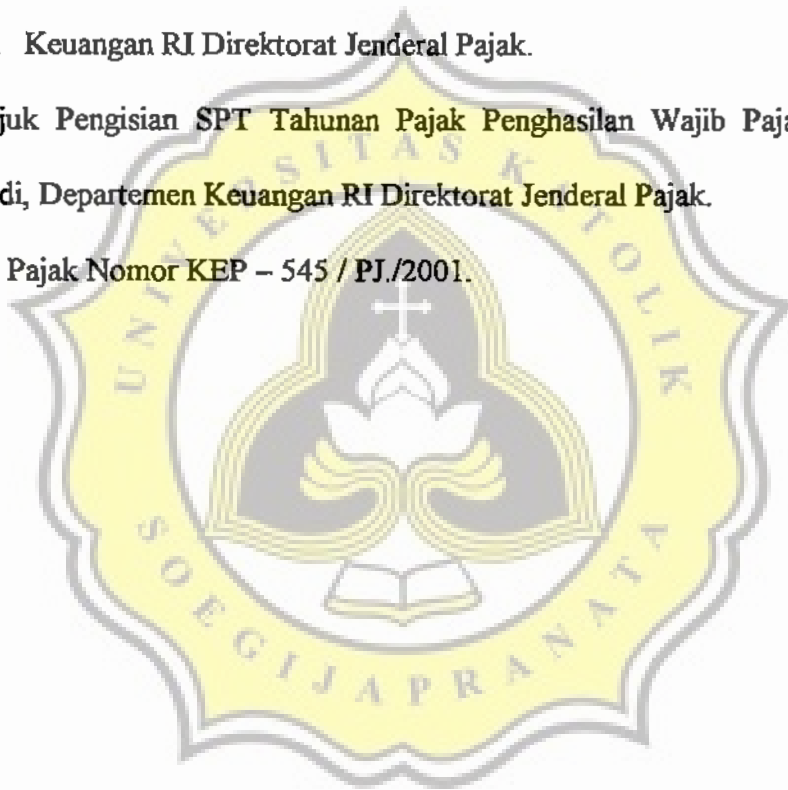 Keuangan RI Direktorat Jenderal Pajak.
juk Pengisian SPT Tahunan Pajak Penghasilan Wajib Paja
di, Departemen Keuangan RI Direktorat Jenderal Pajak.
Pajak Nomor KEP – 545 / PJ./2001.
UNIVERSITAS KATOLIK
SOEGIJAPRANATA